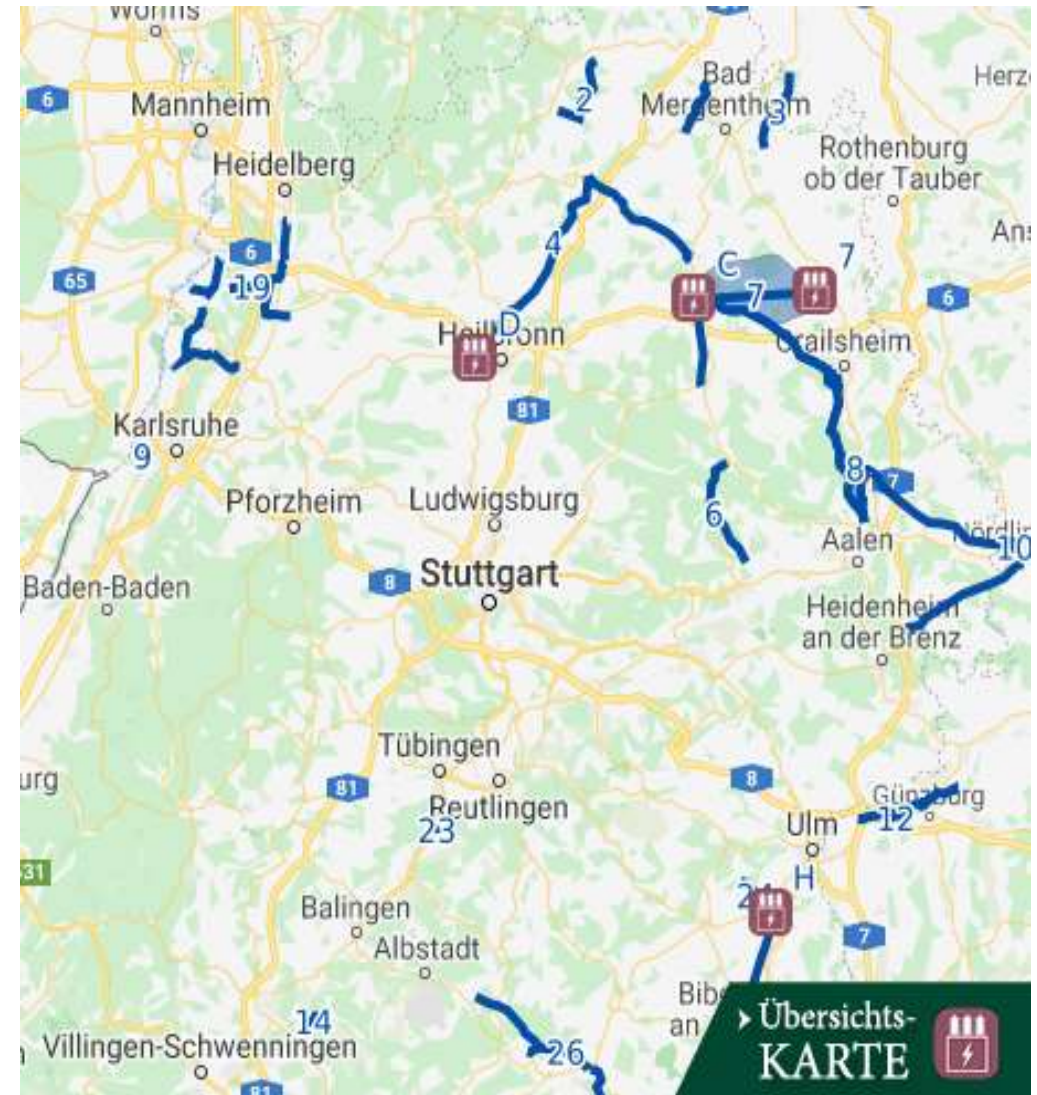 Worms
6
Mannheim
Heidelberg
2
Bad
Mergentheim
3
Herz
Rothenburg
ob der Tauber
Ans
65
6
19
4
C
7
7
6
D
Heilbronn
Crailsheim
81
Karlsruhe
9
Pforzheim
Ludwigsburg
6
8
7
Aalen
Nördlin
10
Stuttgart
8
Baden-Baden
Heidenheim
an der Brenz
Tübingen
Reutlingen
23
urg
81
8
Günzburg
12
Ulm
H
31
Balingen
Albstadt
7
14
Villingen-Schwenningen
26
81
Bib
an
Übersichts-
KARTE